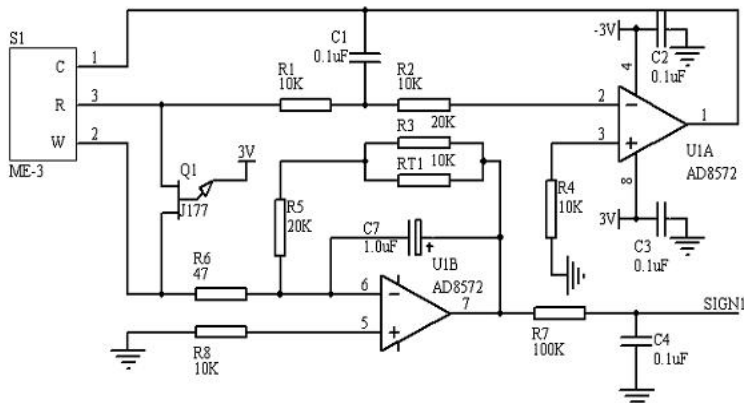 S1
C
R
W
ME-3
1
3
2
C1
0.1uF
R1
10K
R2
10K
20K
R3
10K
RT1
Q1
J177
3V
R5
20K
C7
1.0uF
+
R6
47
R8
10K
U1B
AD8572
6
5
7
-
+
R4
10K
-3V
4
C2
0.1uF
2
3
-
+
1
U1A
AD8572
8
3V
C3
0.1uF
R7
100K
SIGN1
C4
0.1uF